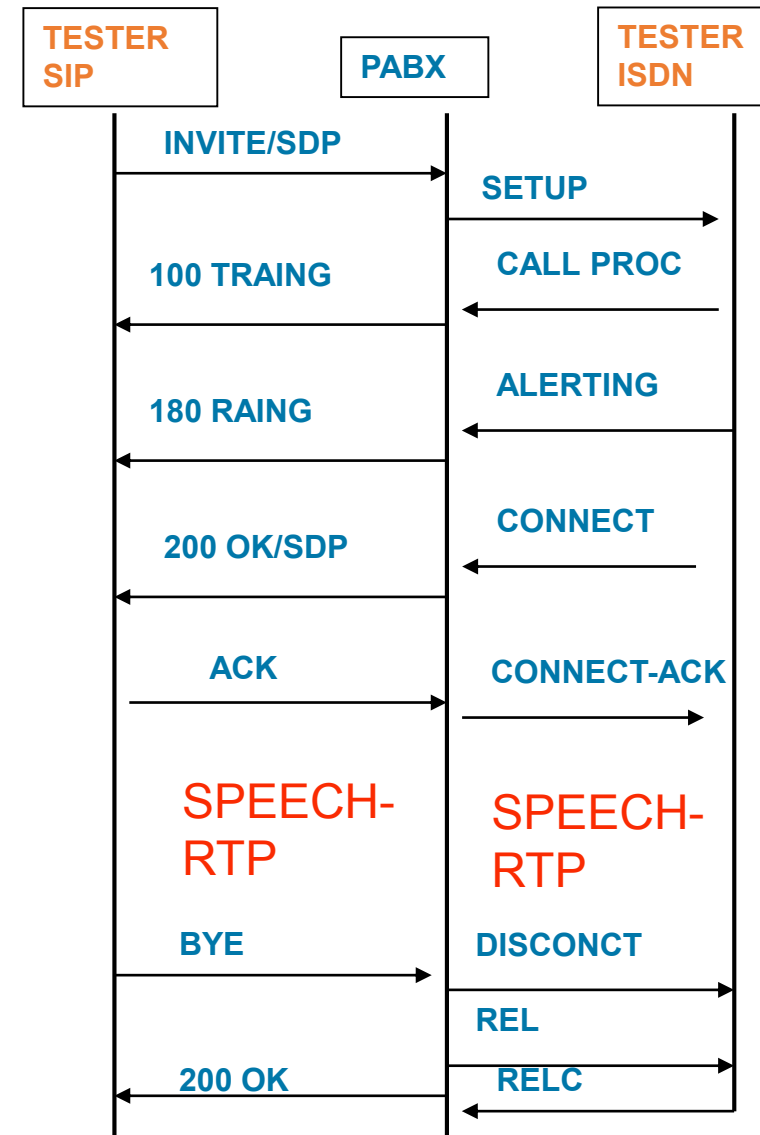 TESTER
SIP
PABX
TESTER
ISDN
INVITE/SDP
SETUP
CALL PROC
100 TRAING
ALERTING
180 RAING
CONNECT
200 OK/SDP
ACK
CONNECT-ACK
SPEECH-
RTP
SPEECH-
RTP
BYE
DISCONCT
REL
200 OK
RELC